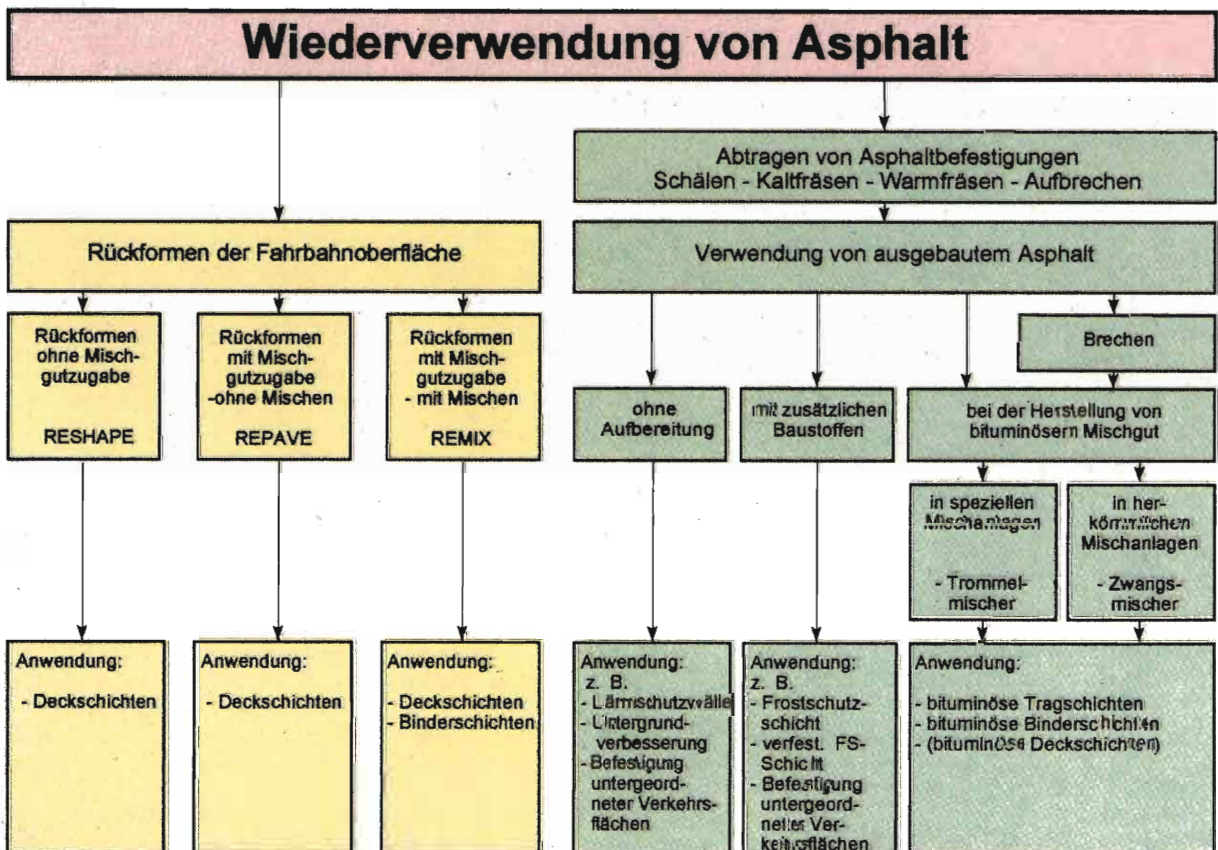 Wiederverwendung von Asphalt
Abtragen von Asphaltbefestigungen
Schälen - Kaltfräsen - Warmfräsen - Aufbrechen
Rückformen der Fahrbahnoberfläche
Verwendung von ausgebautem Asphalt
Rückformen
ohne Misch-
gutzugabe
RESHAPE
Rückformen
mit Misch-
gutzugabe
-ohne Mischen
REPAVE
Rückformen
mit Misch-
gutzugabe
- mit Mischen
REMIX
Brechen
ohne
Aufbereitung
mit zusätzlichen
Baustoffen
bei der Herstellung von
bituminösern Mischgut
in speziellen
Mischanlagen
- Trommel-
mischer
in her-
kömmlichen
Mischanlagen
- Zwangs-
mischer
Anwendung:
- Deckschichten
Anwendung:
- Deckschichten
Anwendung:
- Deckschichten
- Binderschichten
Anwendung:
z. B.
- Lärmschutzwälle
- Untergrund-
verbesserung
- Befestigung
untergeord-
neter Verkehrs-
flächen
Anwendung:
z. B.
- Frostschutz-
schicht
- verfest. FS-
Schicht
- Befestigung
untergeord-
neter Ver-
kehrsflächen
Anwendung:
- bituminöse Tragschichten
- bituminöse Binderschichten
- (bituminöse Deckschichten)